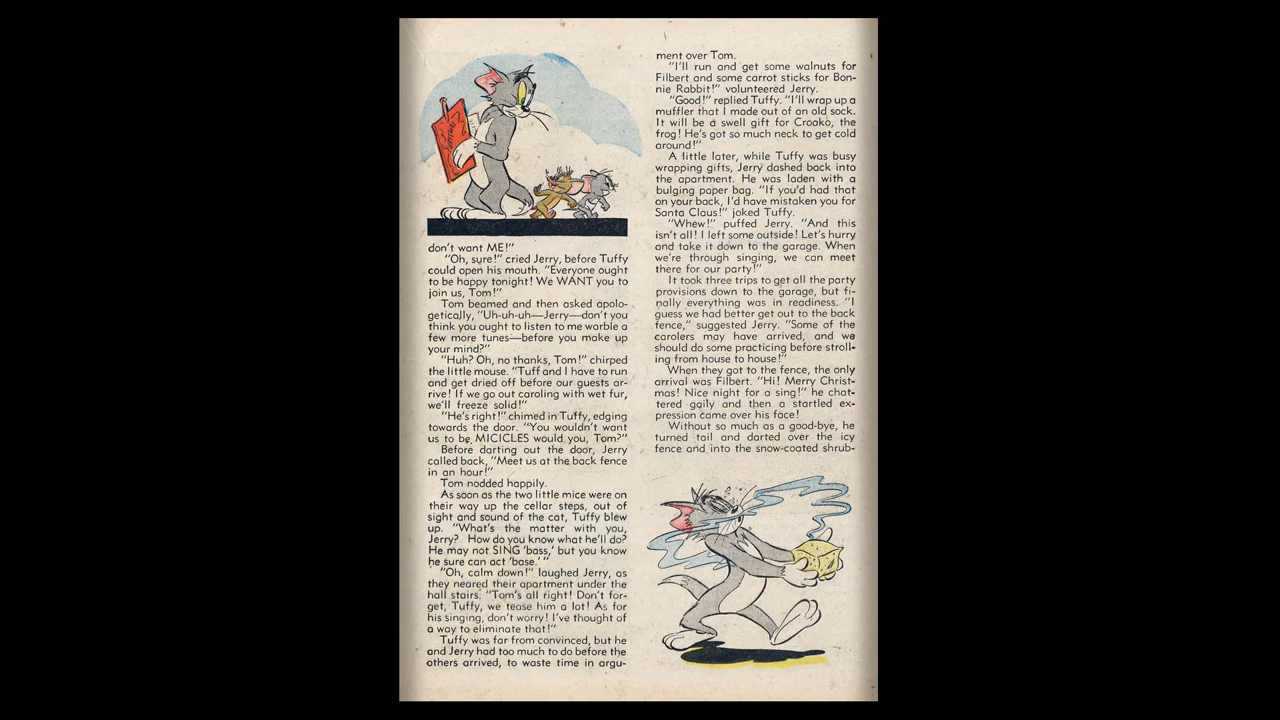 don't want ME!"
"Oh, sure!" cried Jerry, before Tuffy
could open his mouth. "Everyone ought
to be happy tonight! We WANT you to
join us, Tom!"
Tom beamed and then asked apolo-
getically, "Uh-uh-uh—Jerry—don't you
think you ought to listen to me warble a
few more tunes—before you make up
your mind?"
"Huh? Oh, no thanks, Tom!" chirped
the little mouse. "Tuff and I have to run
and get dried off before our guests ar-
rive! If we go out caroling with wet fur,
we'll freeze solid!"
"He's right!" chimed in Tuffy, edging
towards the door. "You wouldn't want
us to be MICICLES would you, Tom?"
Before darting out the door, Jerry
called back, "Meet us at the back fence
in an hour!"
Tom nodded happily.
As soon as the two little mice were on
their way up the cellar steps, out of
sight and sound of the cat, Tuffy blew
up. "What's the matter with you,
Jerry? How do you know what he'll do?
He may not SING 'bass,' but you know
he sure can act 'base.'"
"Oh, calm down!" laughed Jerry, as
they neared their apartment under the
hall stairs. "Tom's all right! Don't for-
get, Tuffy, we tease him a lot! As for
his singing, don't worry! I've thought of
a way to eliminate that!"
Tuffy was far from convinced, but he
and Jerry had too much to do before the
others arrived, to waste time in argu-
ment over Tom.
"I'll run and get some walnuts for
Filbert and some carrot sticks for Bon-
nie Rabbit!" volunteered Jerry.
"Good!" replied Tuffy. "I'll wrap up a
muffler that I made out of an old sock.
It will be a swell gift for Croako, the
frog! He's got so much neck to get cold
around!"
A little later, while Tuffy was busy
wrapping gifts, Jerry dashed back into
the apartment. He was laden with a
bulging paper bag. "If you'd had that
on your back, I'd have mistaken you for
Santa Claus!" joked Tuffy.
"Whew!" puffed Jerry. "And this
isn't all! I left some outside! Let's hurry
and take it down to the garage. When
we're through singing, we can meet
there for our party!"
It took three trips to get all the party
provisions down to the garage, but fi-
nally everything was in readiness. "I
guess we had better get out to the back
fence," suggested Jerry. "Some of the
carolers may have arrived, and we
should do some practicing before stroll-
ing from house to house!"
When they got to the fence, the only
arrival was Filbert. "Hi! Merry Christ-
mas! Nice night for a sing!" he chat-
tered gaily and then a startled ex-
pression came over his face!
Without so much as a good-bye, he
turned tail and darted over the icy
fence and into the snow-coated shrub-